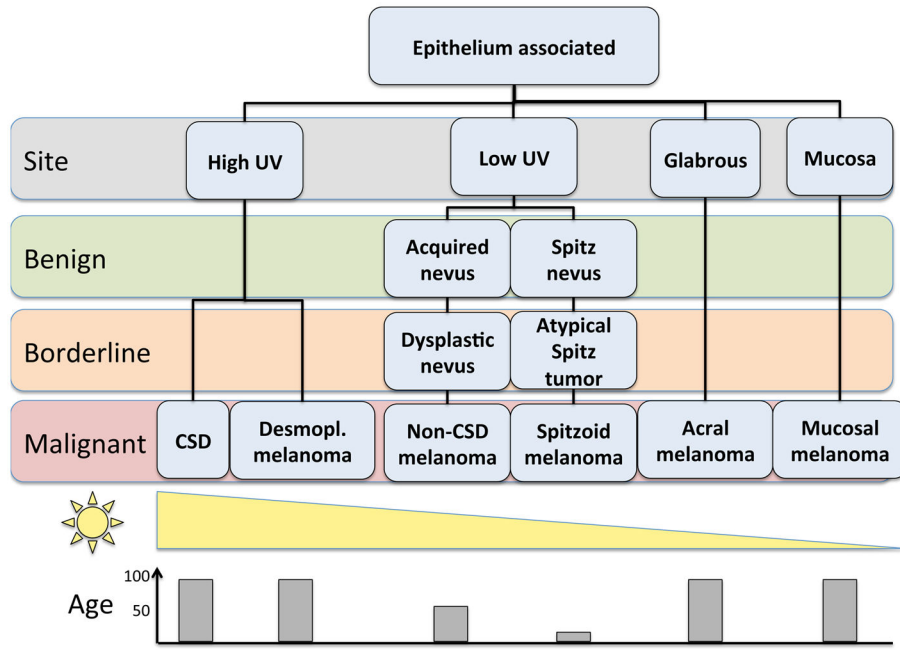 Epithelium associated
Site
High UV
Low UV
Glabrous
Mucosa
Benign
Acquired
nevus
Spitz
nevus
Borderline
Dysplastic
nevus
Atypical
Spitz
tumor
Malignant
CSD
Desmopl.
melanoma
Non-CSD
melanoma
Spitzoid
melanoma
Acral
melanoma
Mucosal
melanoma
Age
100
50